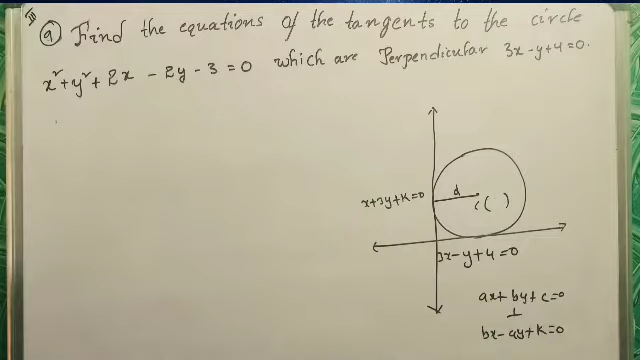 III
a) Find the equations of the tangents to the circle
x²+y²+2x-2y-3=0 which are Perpendicular 3x-y+4=0.
x+3y+k=0
d
c( )
3x-y+4=0
ax+by+c=0
⊥
bx-ay+k=0